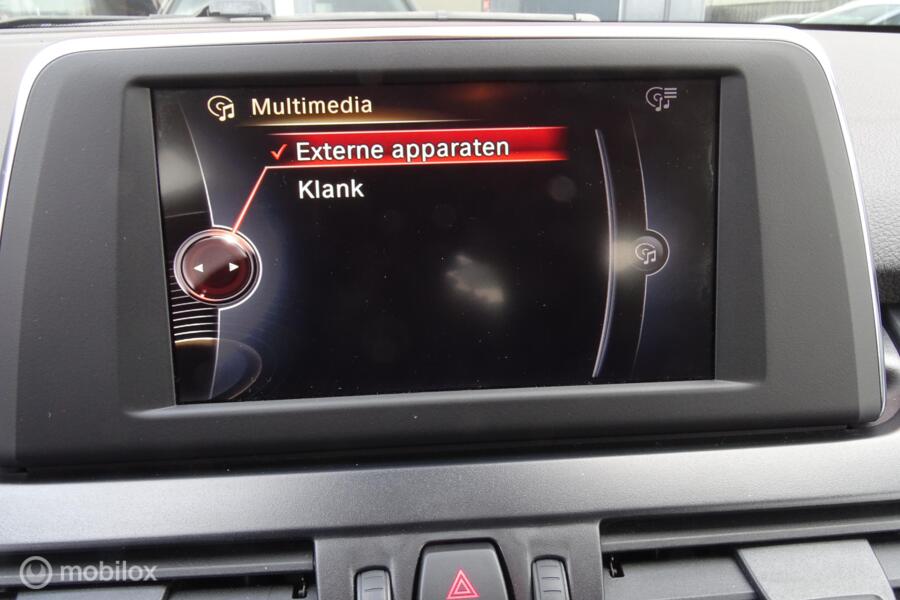 Multimedia
Externe apparaten
Klank
mobilox